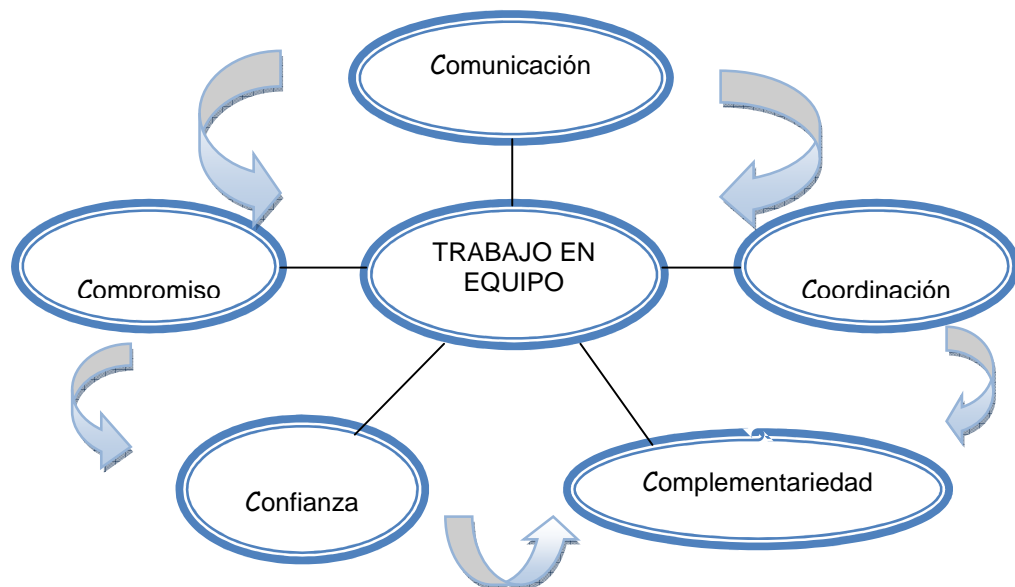 Comunicación
TRABAJO EN
EQUIPO
Compromiso
Coordinación
Confianza
Complementariedad